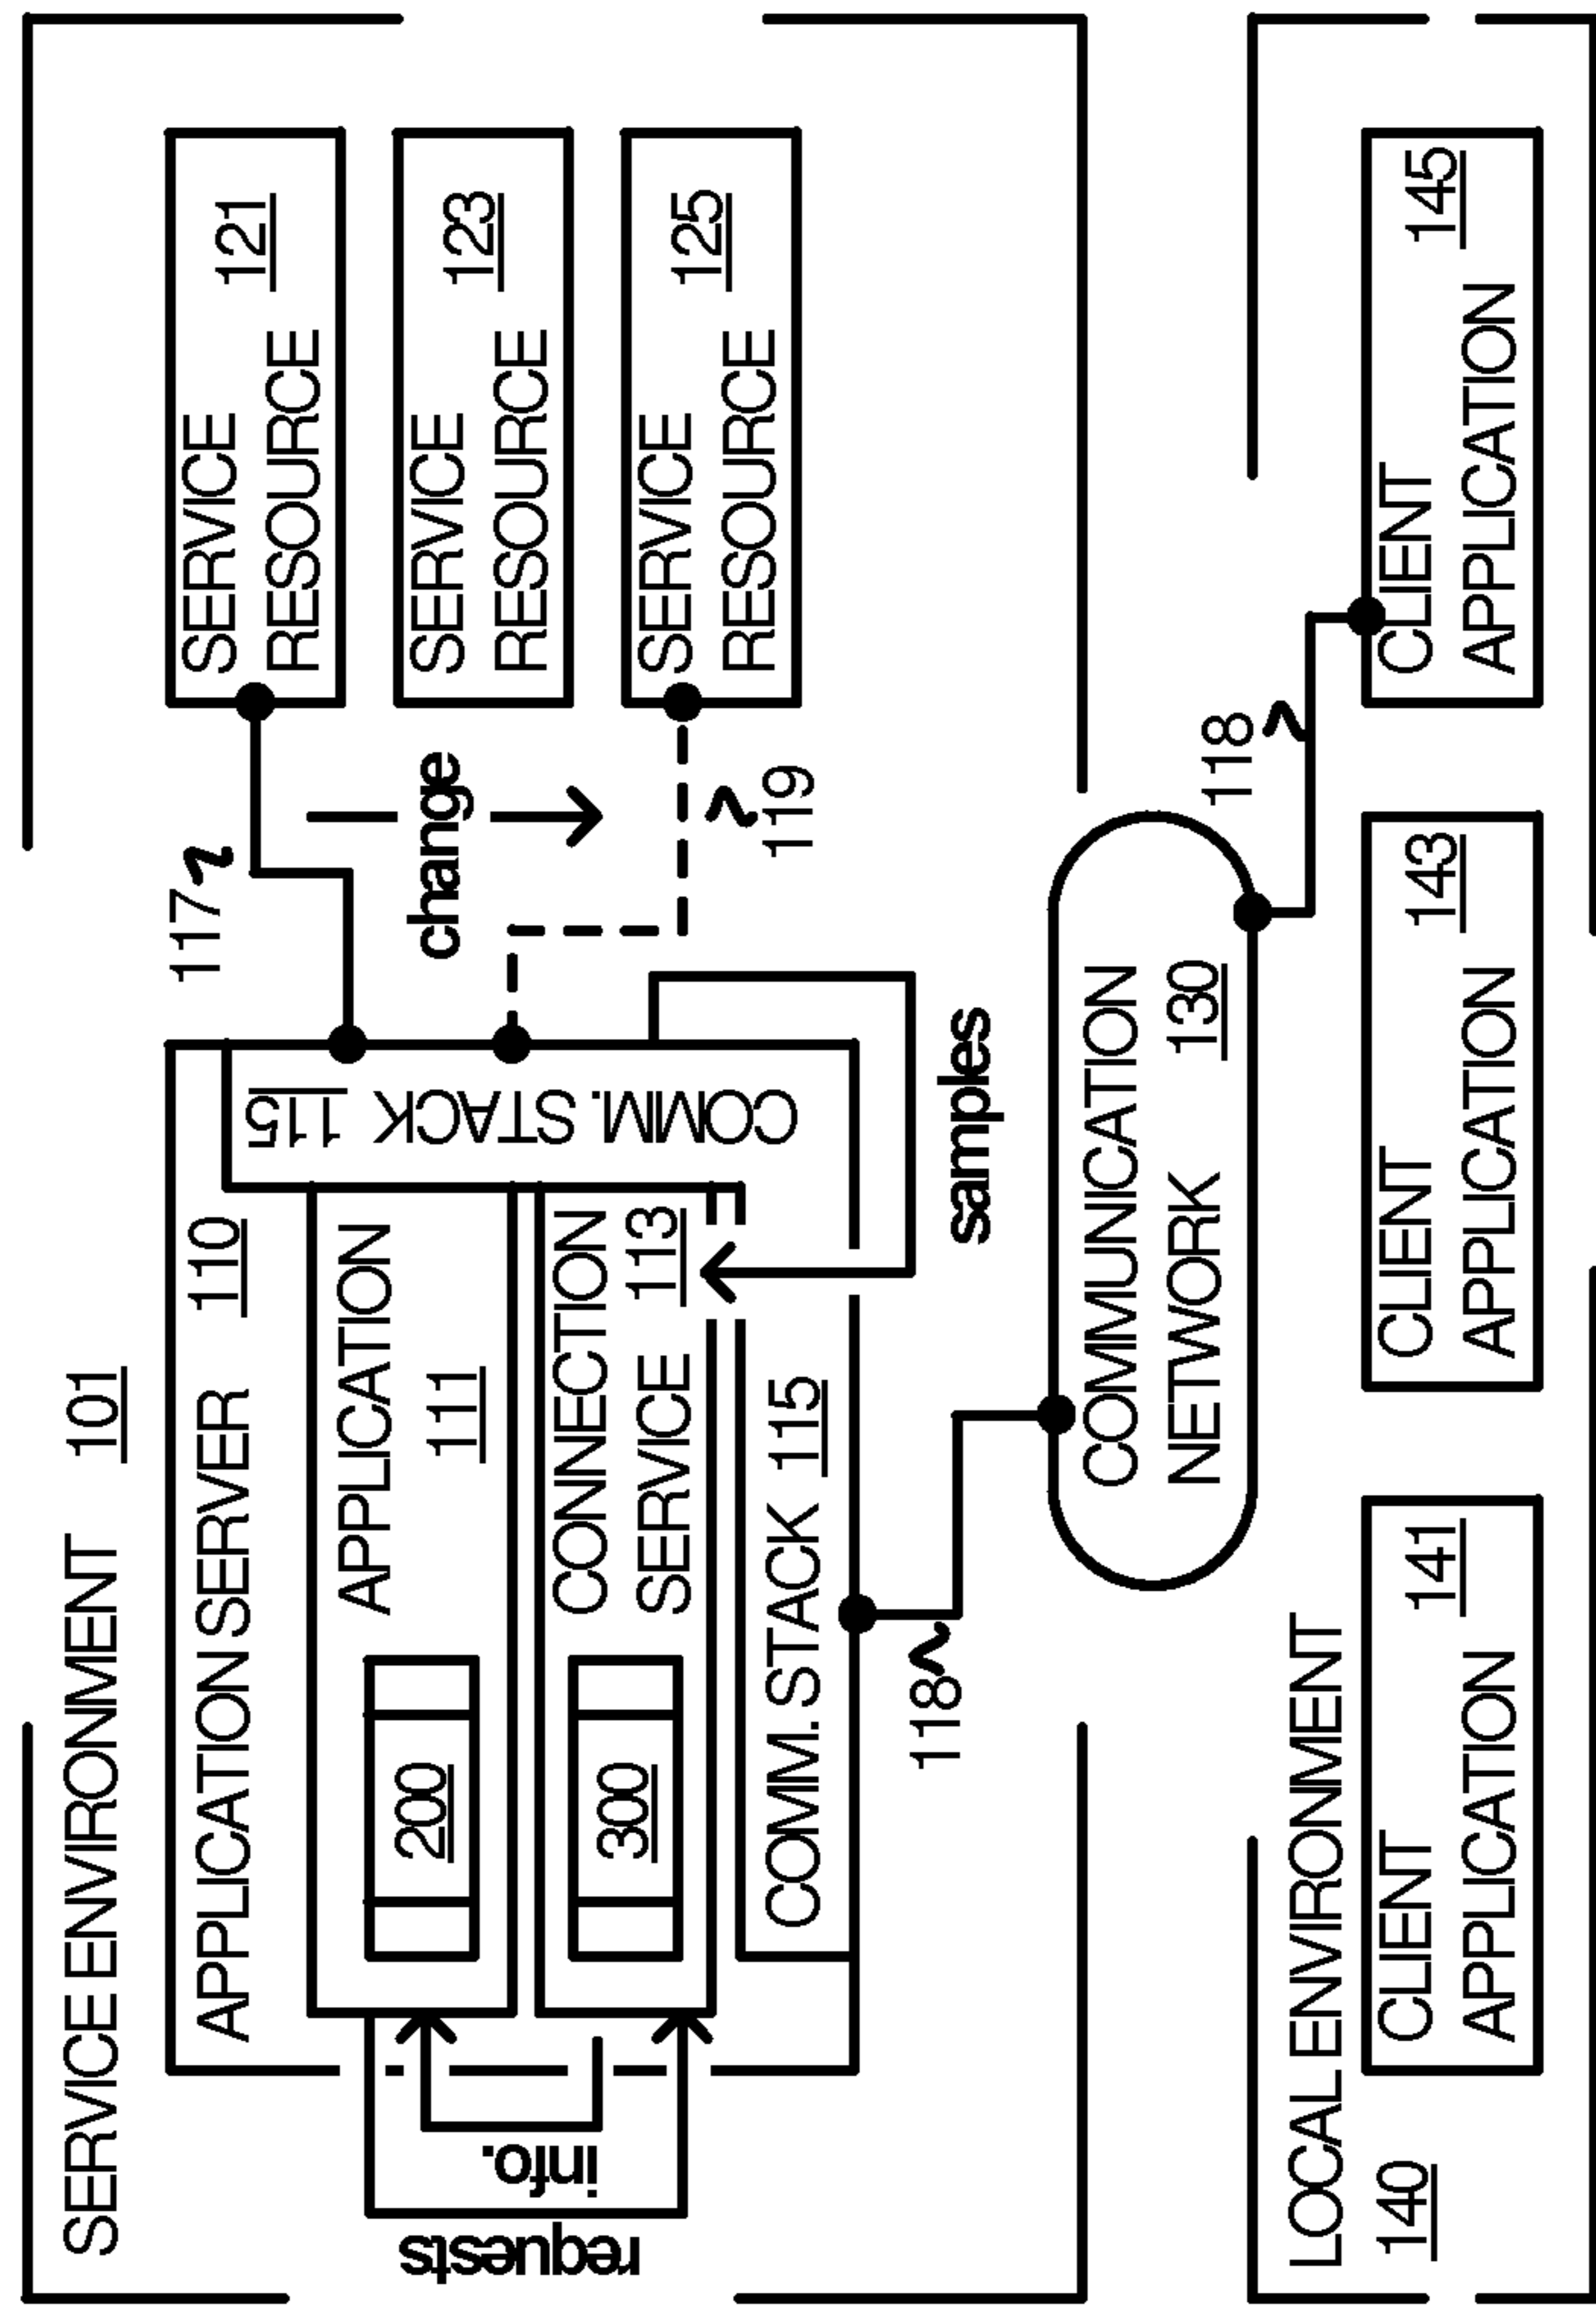 SERVICE ENVIRONMENT 101
APPLICATION SERVER 110
APPLICATION
111
200
CONNECTION
SERVICE 113
300
COMM. STACK 115
COMM. STACK 115
requests
info.
samples
117
change
119
SERVICE
RESOURCE
121
SERVICE
RESOURCE
123
SERVICE
RESOURCE
125
118
COMMUNICATION
NETWORK 130
118
LOCAL ENVIRONMENT
140
CLIENT
APPLICATION
141
CLIENT
APPLICATION
143
CLIENT
APPLICATION
145